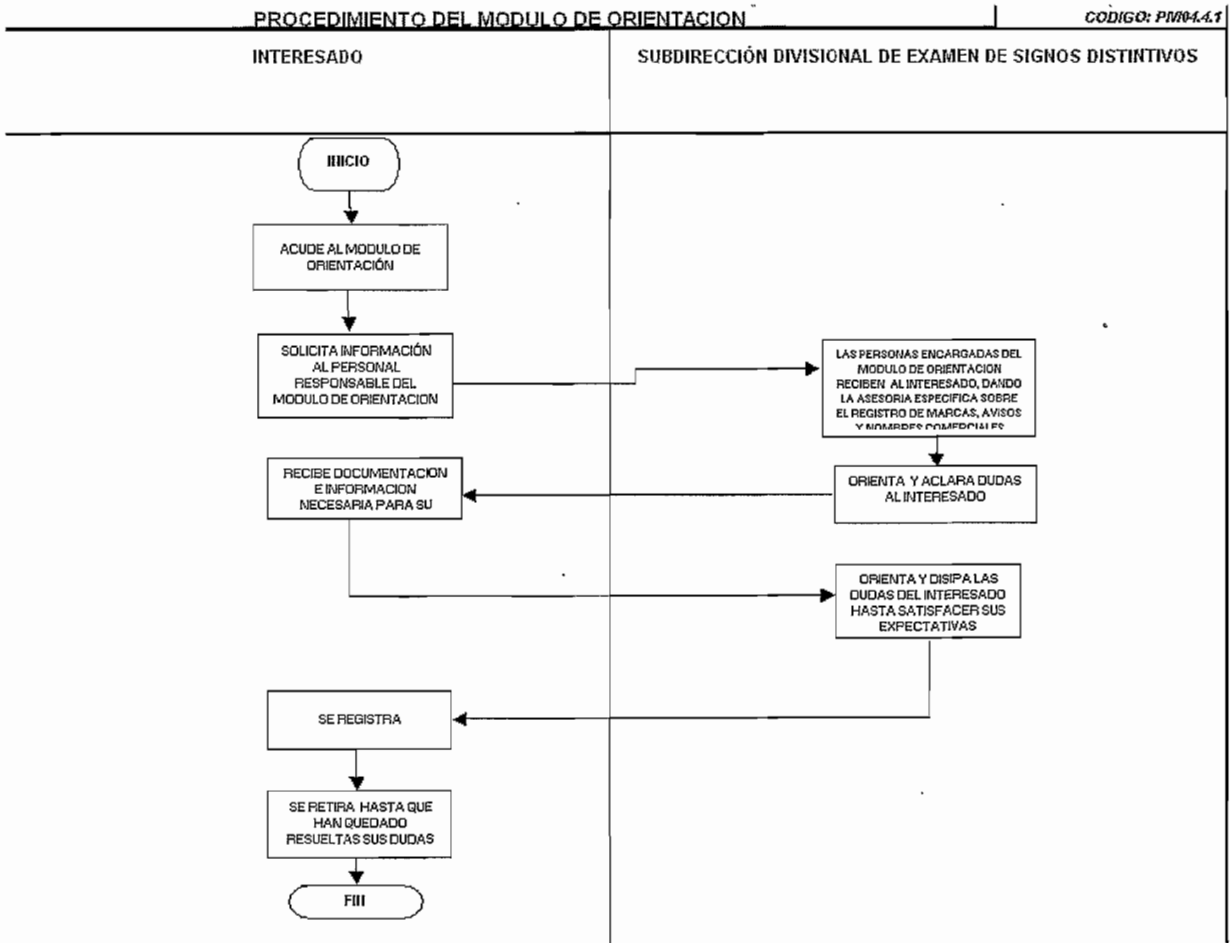 PROCEDIMIENTO DEL MODULO DE ORIENTACION
CODIGO: PM04.4.1
INTERESADO
SUBDIRECCIÓN DIVISIONAL DE EXAMEN DE SIGNOS DISTINTIVOS
INICIO
ACUDE AL MODULO DE
ORIENTACIÓN
SOLICITA INFORMACIÓN
AL PERSONAL
RESPONSABLE DEL
MODULO DE ORIENTACION
LAS PERSONAS ENCARGADAS DEL
MODULO DE ORIENTACION
RECIBEN AL INTERESADO, DANDO
LA ASESORIA ESPECIFICA SOBRE
EL REGISTRO DE MARCAS, AVISOS
Y NOMBRES COMERCIALES
RECIBE DOCUMENTACION
E INFORMACION
NECESARIA PARA SU
ORIENTA Y ACLARA DUDAS
AL INTERESADO
ORIENTA Y DISIPA LAS
DUDAS DEL INTERESADO
HASTA SATISFACER SUS
EXPECTATIVAS
SE REGISTRA
SE RETIRA HASTA QUE
HAN QUEDADO
RESUELTAS SUS DUDAS
FIN